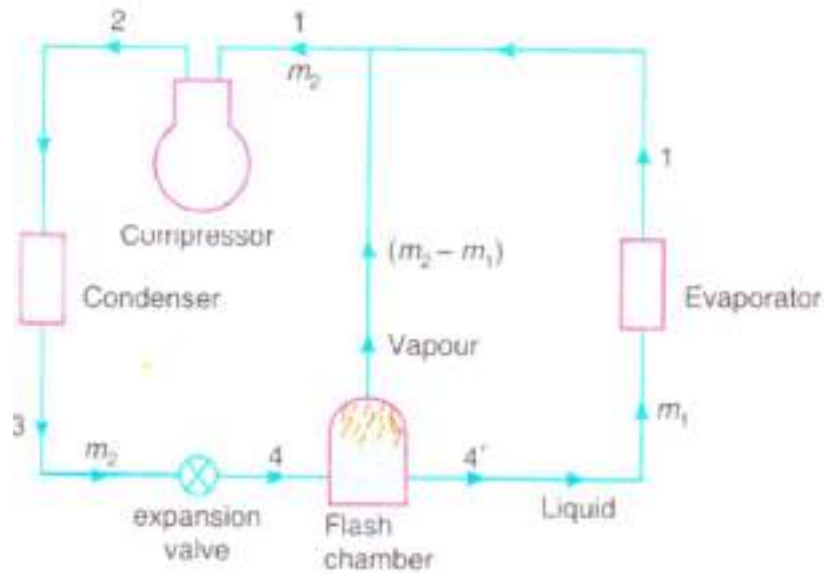 2
1
m₂
1
Compressor
(m₂ – m₁)
Condenser
Evaporator
Vapour
3
m₂
4
4'
m₁
Liquid
expansion
valve
Flash
chamber